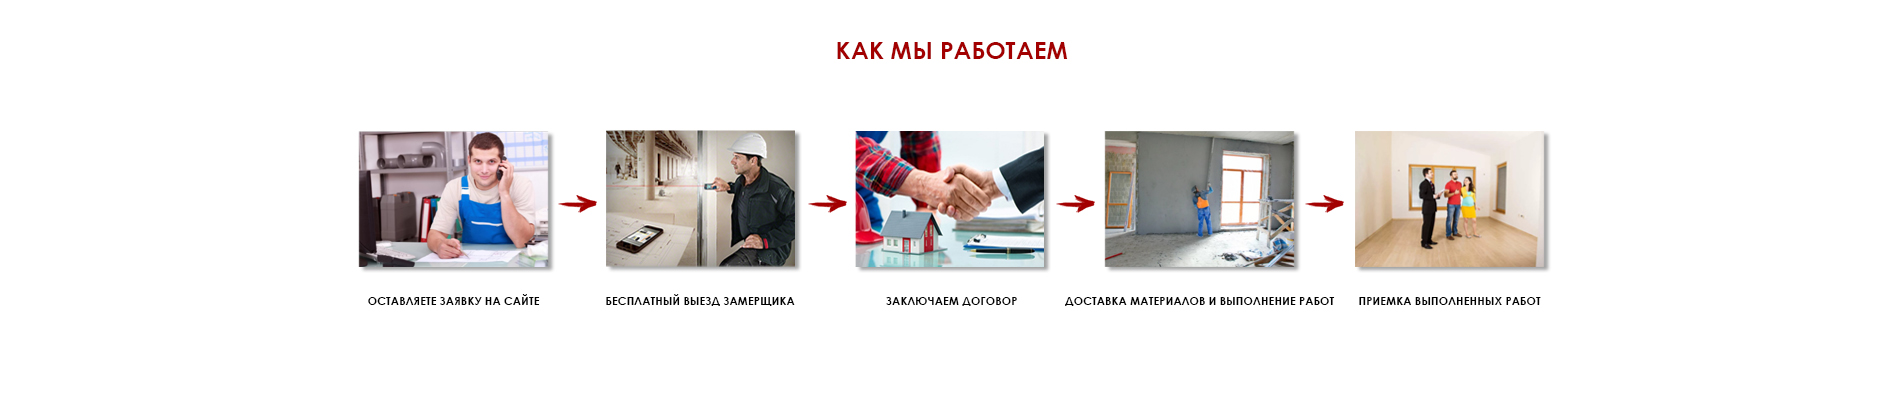 КАК МЫ РАБОТАЕМ
ОСТАВЛЯЕТЕ ЗАЯВКУ НА САЙТЕ
БЕСПЛАТНЫЙ ВЫЕЗД ЗАМЕРЩИКА
ЗАКЛЮЧАЕМ ДОГОВОР
ДОСТАВКА МАТЕРИАЛОВ И ВЫПОЛНЕНИЕ РАБОТ
ПРИЕМКА ВЫПОЛНЕННЫХ РАБОТ